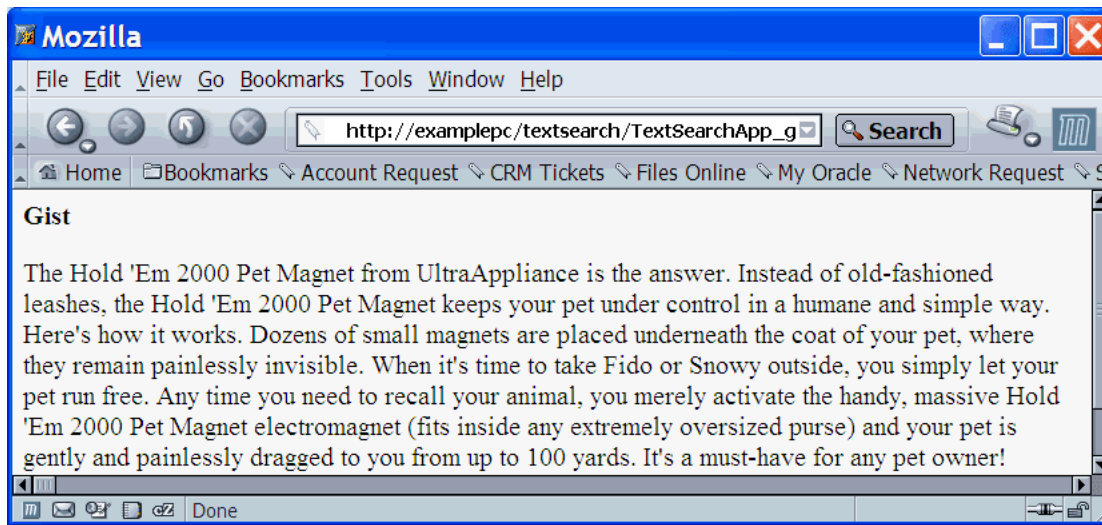 Mozilla
File Edit View Go Bookmarks Tools Window Help
http://examplepc/textsearch/TextSearchApp_g Search
Home Bookmarks Account Request CRM Tickets Files Online My Oracle Network Request S
Gist
The Hold 'Em 2000 Pet Magnet from UltraAppliance is the answer. Instead of old-fashioned
leashes, the Hold 'Em 2000 Pet Magnet keeps your pet under control in a humane and simple way.
Here's how it works. Dozens of small magnets are placed underneath the coat of your pet, where
they remain painlessly invisible. When it's time to take Fido or Snowy outside, you simply let your
pet run free. Any time you need to recall your animal, you merely activate the handy, massive Hold
'Em 2000 Pet Magnet electromagnet (fits inside any extremely oversized purse) and your pet is
gently and painlessly dragged to you from up to 100 yards. It's a must-have for any pet owner!
Done